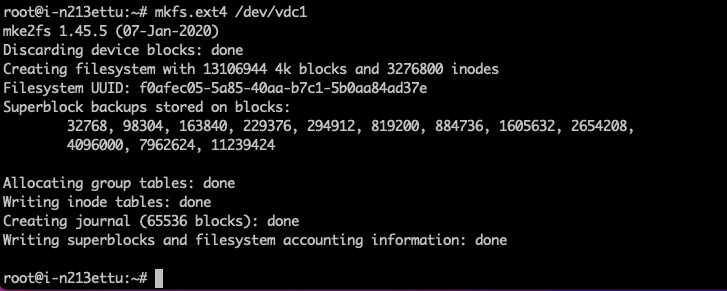 root@i-n213ettu:~# mkfs.ext4 /dev/vdc1
mke2fs 1.45.5 (07-Jan-2020)
Discarding device blocks: done
Creating filesystem with 13106944 4k blocks and 3276800 inodes
Filesystem UUID: f0afec05-5a85-40aa-b7c1-5b0aa84ad37e
Superblock backups stored on blocks:
        32768, 98304, 163840, 229376, 294912, 819200, 884736, 1605632, 2654208,
        4096000, 7962624, 11239424

Allocating group tables: done
Writing inode tables: done
Creating journal (65536 blocks): done
Writing superblocks and filesystem accounting information: done

root@i-n213ettu:~#